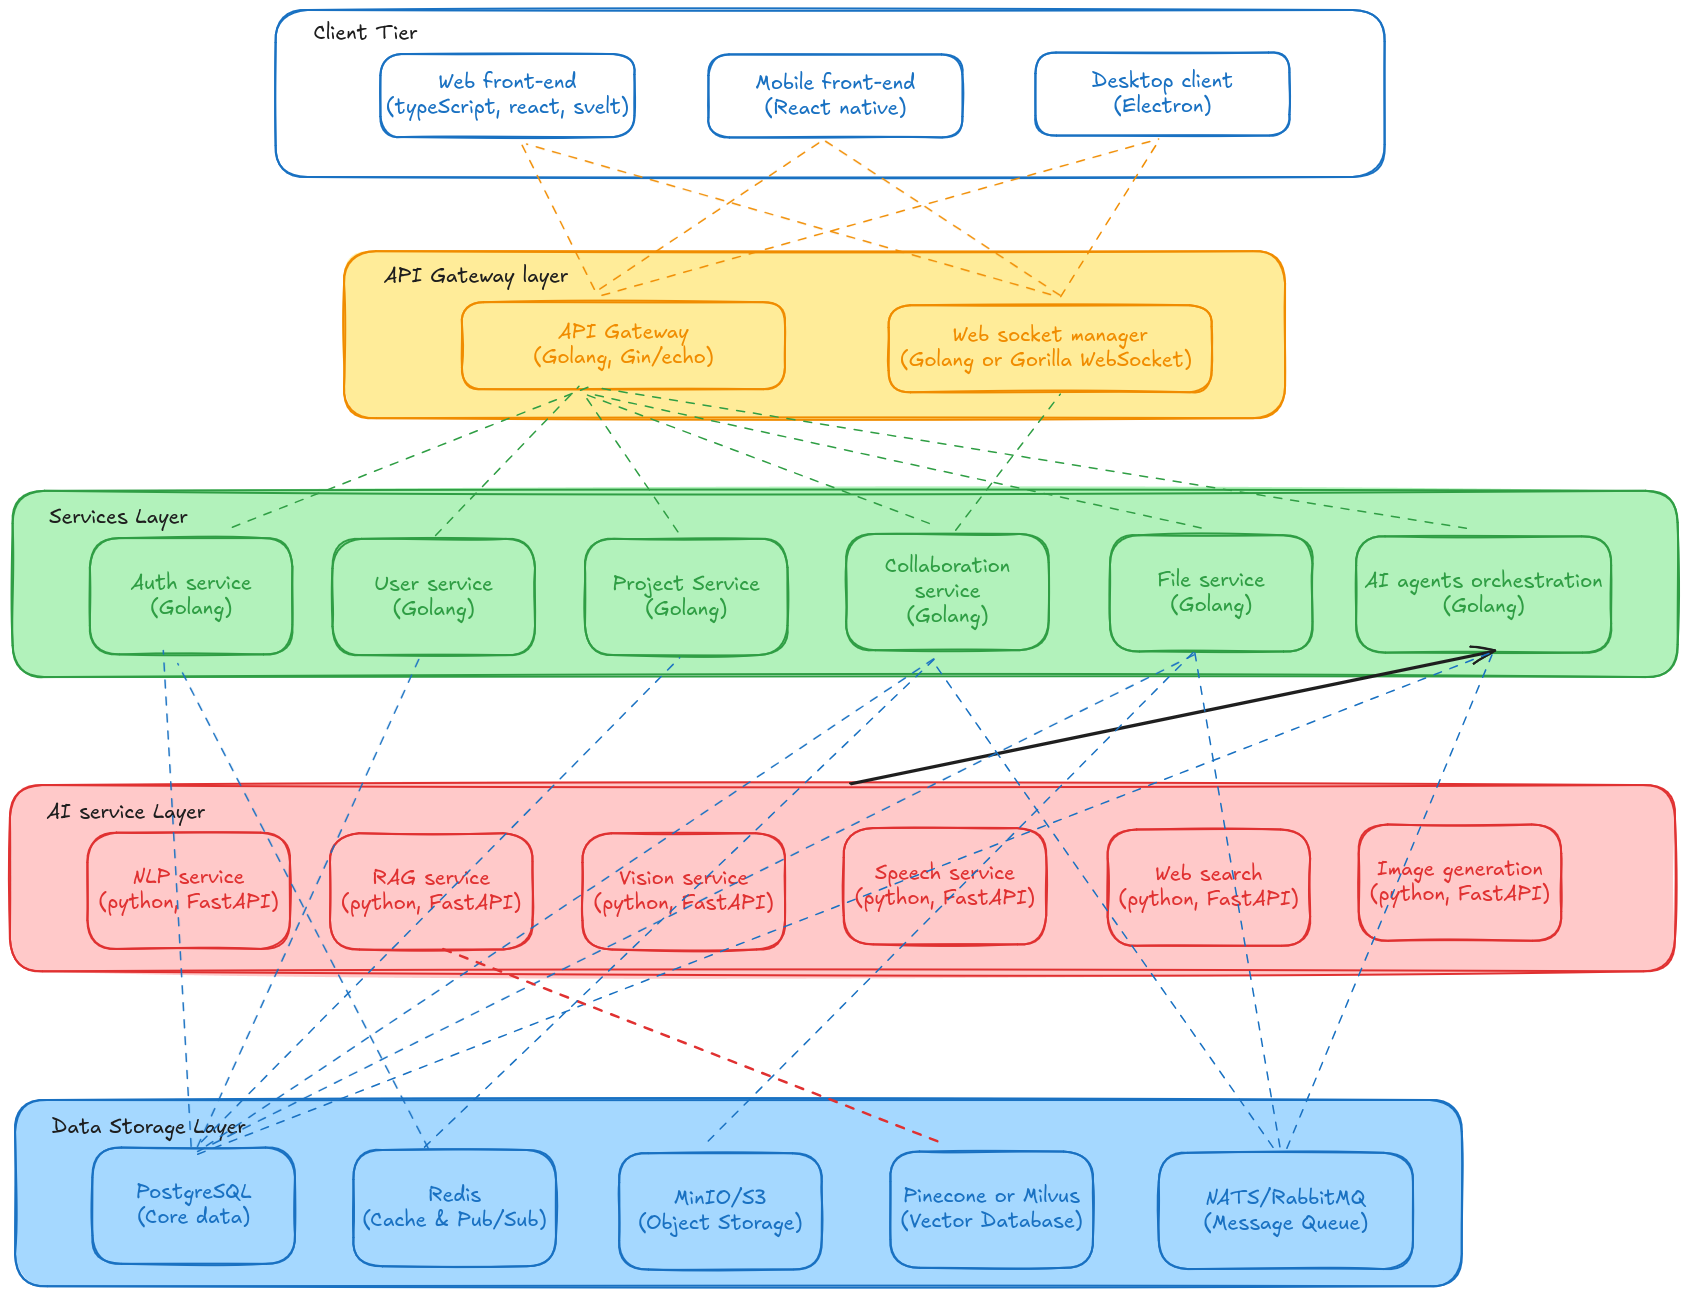 Client Tier
Web front-end
(typeScript, react, svelt)
Mobile front-end
(React native)
Desktop client
(Electron)
API Gateway layer
API Gateway
(Golang, Gin/echo)
Web socket manager
(Golang or Gorilla WebSocket)
Services Layer
Auth service
(Golang)
User service
(Golang)
Project Service
(Golang)
Collaboration
service
(Golang)
File service
(Golang)
AI agents orchestration
(Golang)
AI service Layer
NLP service
(python, FastAPI)
RAG service
(python, FastAPI)
Vision service
(python, FastAPI)
Speech service
(python, FastAPI)
Web search
(python, FastAPI)
Image generation
(python, FastAPI)
Data Storage Layer
PostgreSQL
(Core data)
Redis
(Cache & Pub/Sub)
MinIO/S3
(Object Storage)
Pinecone or Milvus
(Vector Database)
NATS/RabbitMQ
(Message Queue)